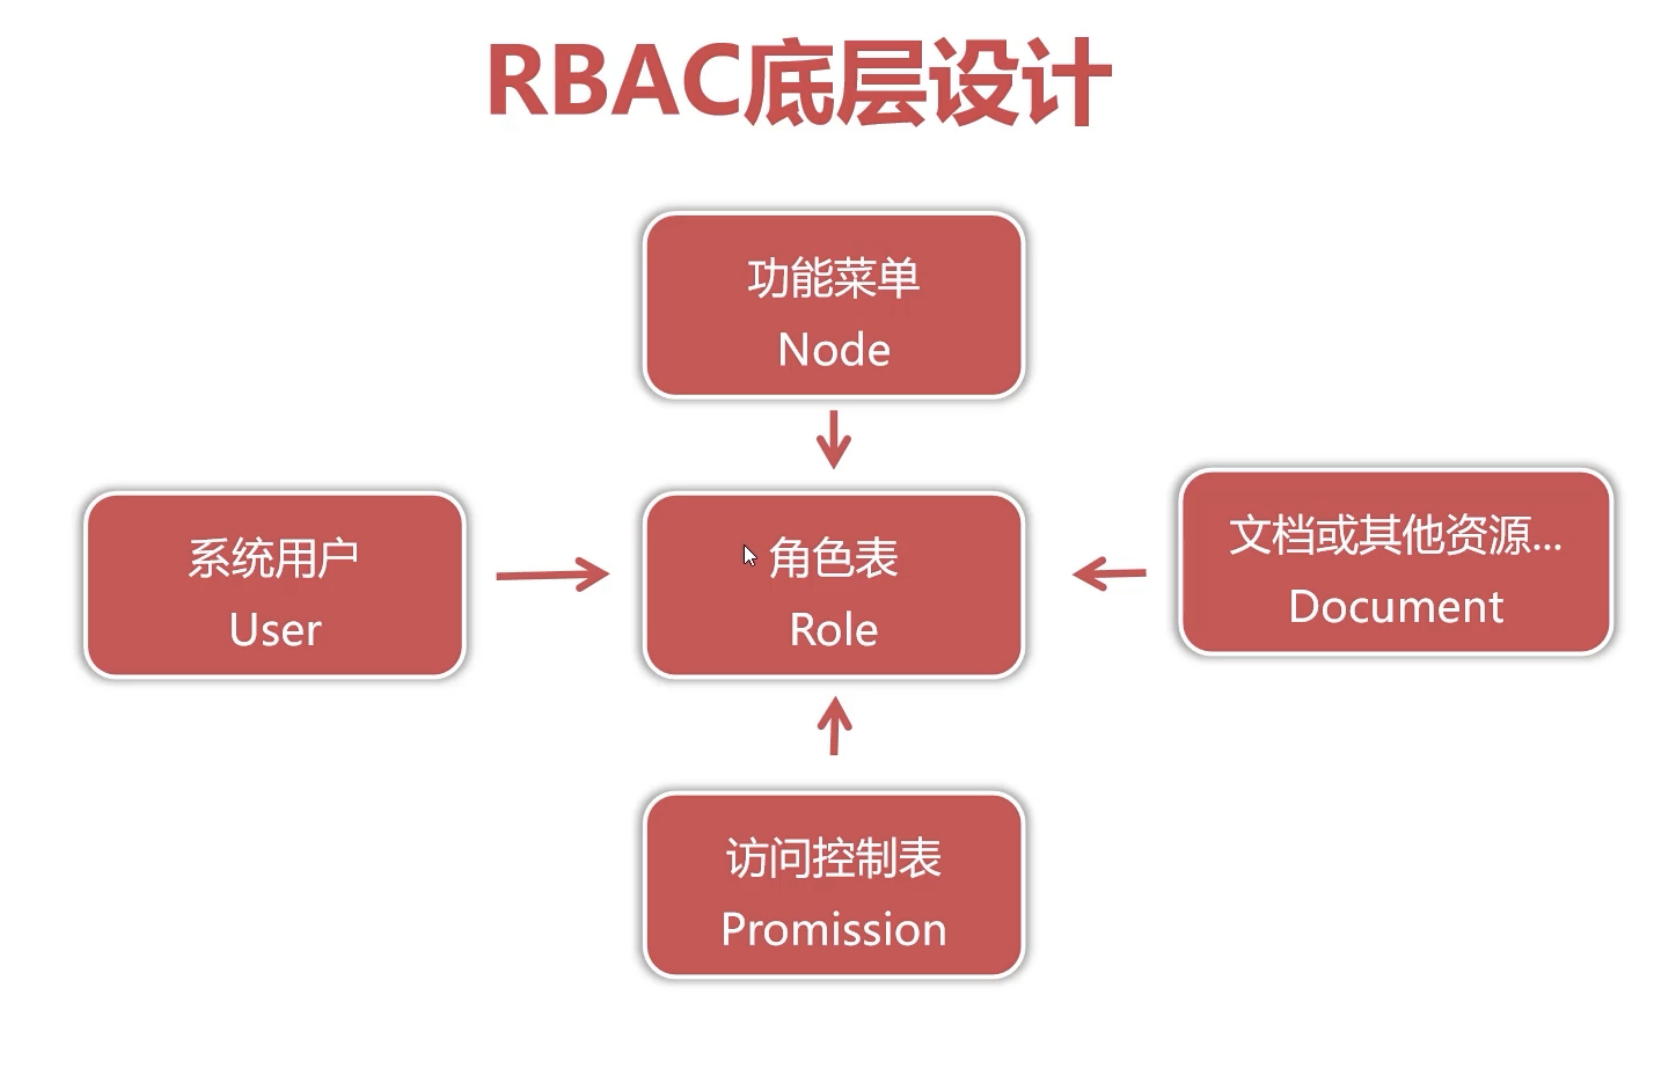 RBAC底层设计
功能菜单
Node
系统用户
User
角色表
Role
文档或其他资源...
Document
访问控制表
Promission